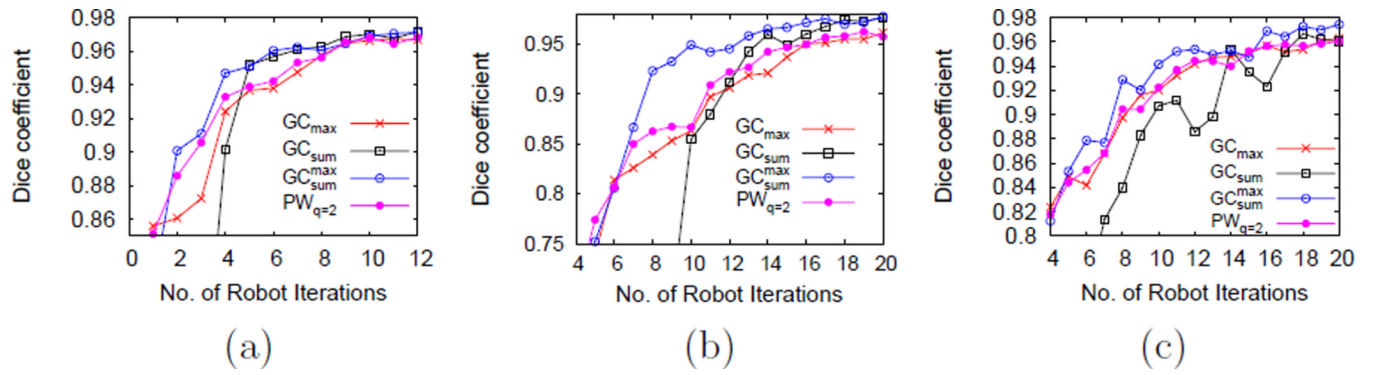 Dice coefficient
0.98
0.96
0.94
0.92
0.9
0.88
0.86
GCmax
GCsum
GCmaxsum
PWq=2
0 2 4 6 8 10 12
No. of Robot Iterations
(a)
Dice coefficient
0.95
0.9
0.85
0.8
0.75
GCmax
GCsum
GCmaxsum
PWq=2
4 6 8 10 12 14 16 18 20
No. of Robot Iterations
(b)
Dice coefficient
0.98
0.96
0.94
0.92
0.9
0.88
0.86
0.84
0.82
0.8
GCmax
GCsum
GCmaxsum
PWq=2
4 6 8 10 12 14 16 18 20
No. of Robot Iterations
(c)